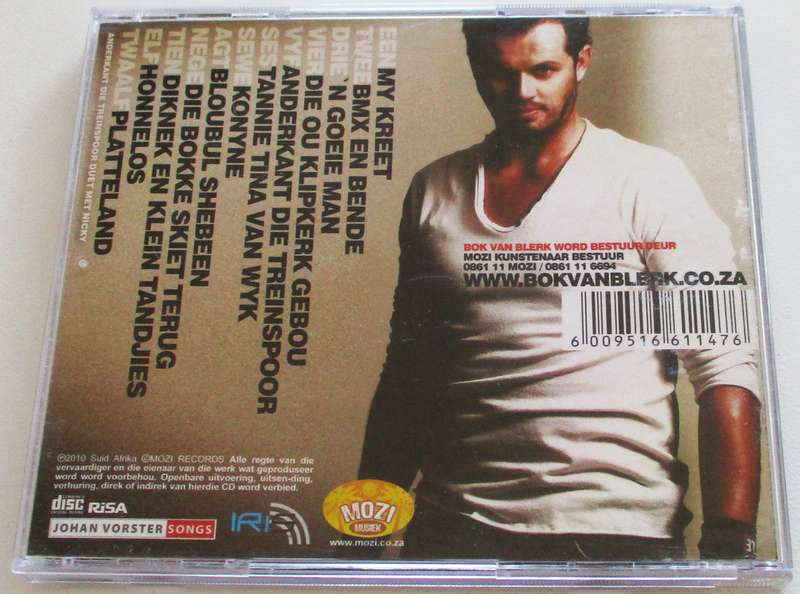 EEN MY KREET
TWEE BMX EN BENDE
DRIE 'N GOEIE MAN
VIER DIE OU KLIPKERK GEBOU
VYF ANDERKANT DIE TREINSPOOR
SES TANNIE TINA VAN WYK
SEWE KONYNE
AGT BLOUBUL SHEBEEN
NEGE DIE BOKKE SKIET TERUG
TIEN DIKNEK EN KLEIN TANDJIES
ELF HONNELOS
TWAALF PLATTELAND
ANDERKANT DIE TREINSPOOR DUET MET NICKY
BOK VAN BLERK WORD BESTUUR DEUR
MOZI KUNSTENAAR BESTUUR
0861 11 MOZI / 0861 11 6694
WWW.BOKVANBLERK.CO.ZA
6 009516 611476
℗2010 Suid Afrika ©MOZI RECORDS Alle regte van die
vervaardiger en die eienaar van die werk wat geproduseer
word word voorbehou. Openbare uitvoering, uitsen-ding,
verhuring, direk of indirek van hierdie CD word verbied.
COMPACT
disc
DIGITAL AUDIO
RiSA
JOHAN VORSTER SONGS
IRIS
MOZI
MUSIEK
www.mozi.co.za